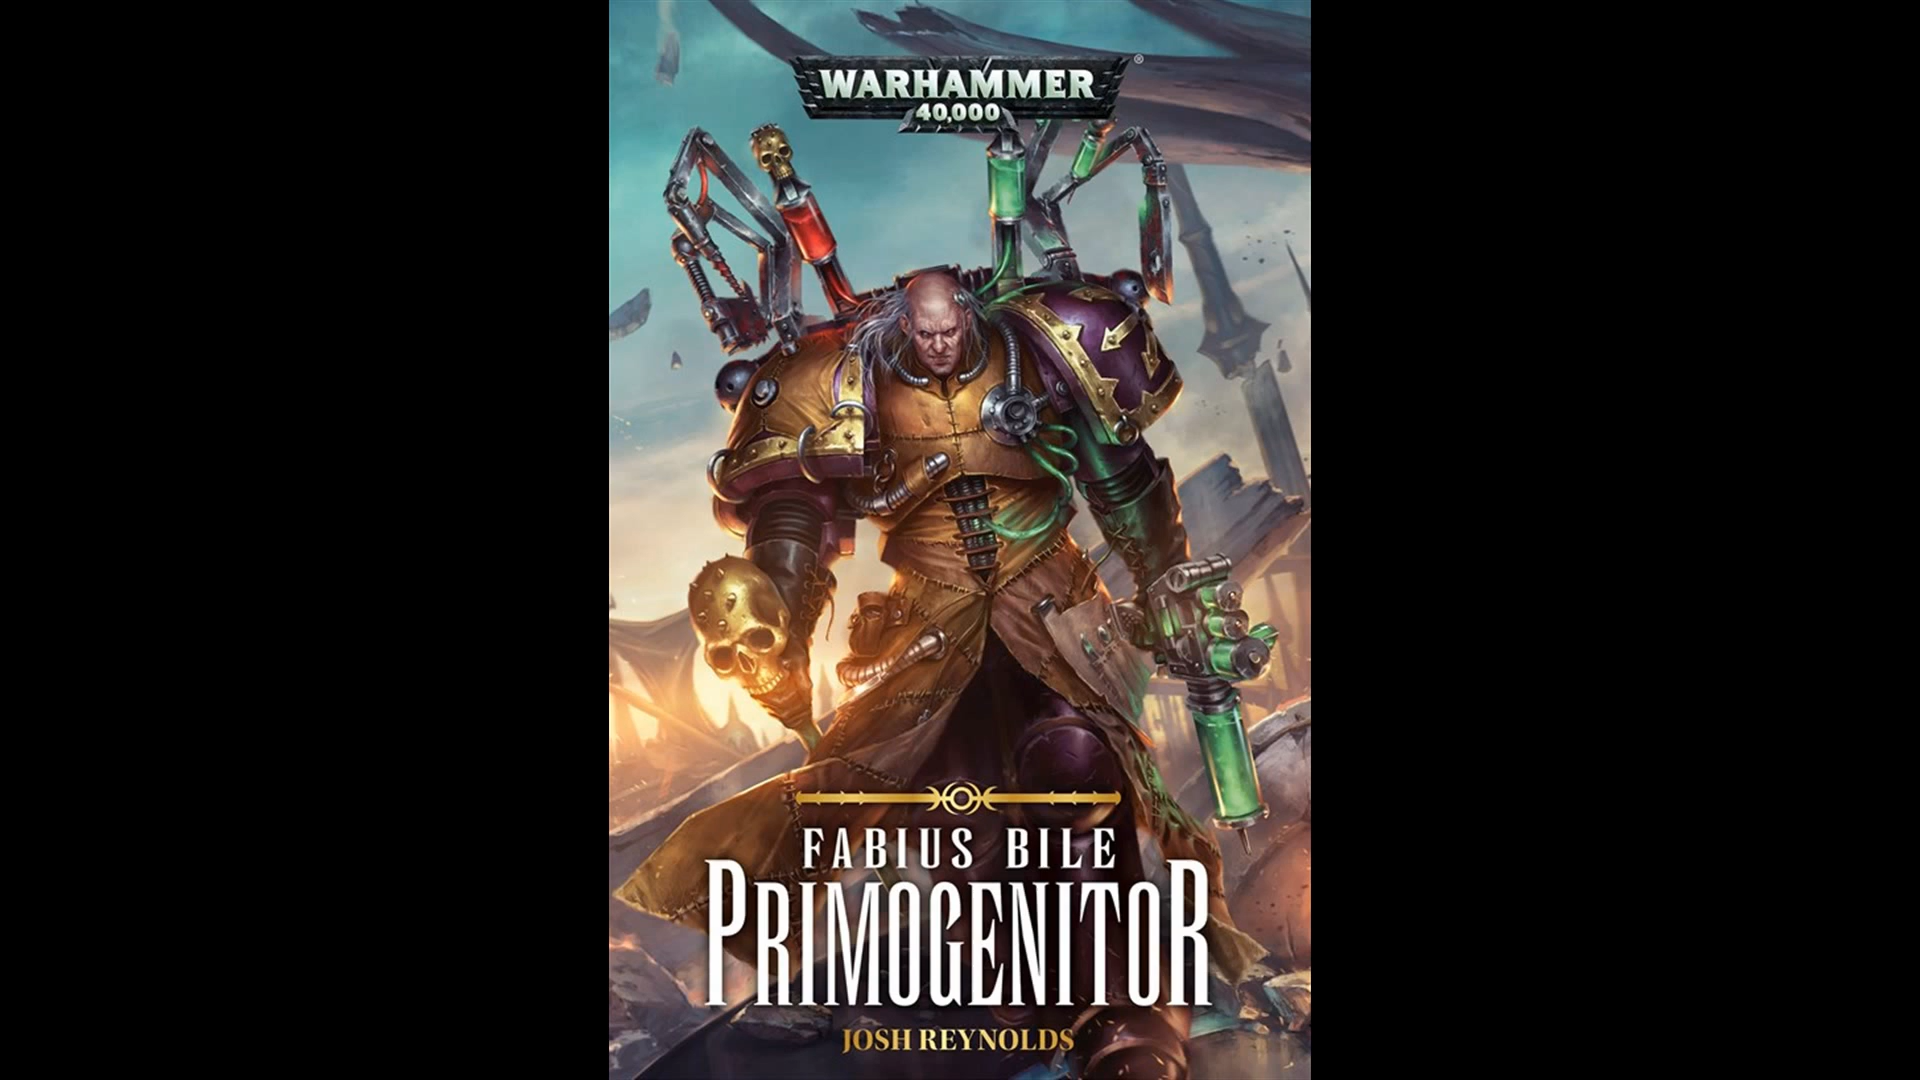 WARHAMMER®
40,000
FABIUS BILE
PRIMOGENITOR
JOSH REYNOLDS